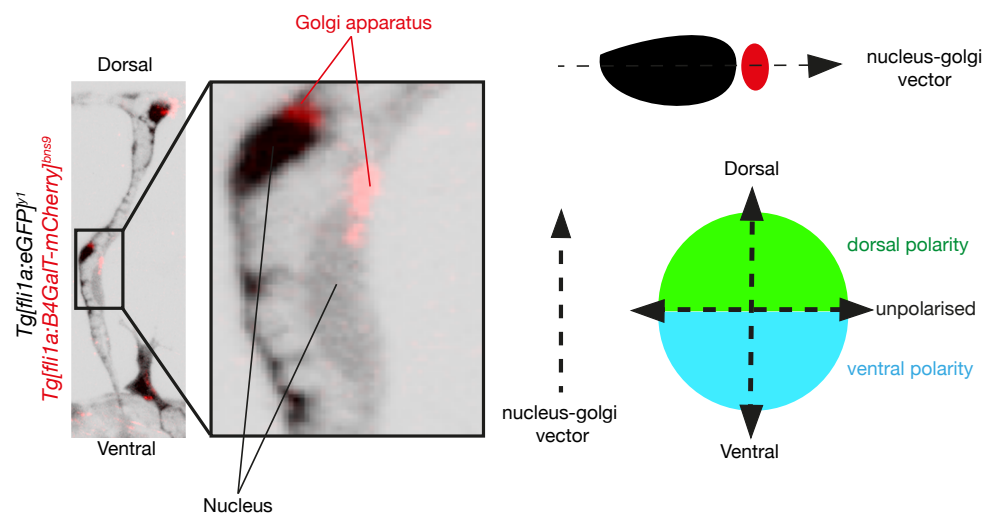 Golgi apparatus
Dorsal
Tg[fli1a:eGFP]y1
Tg[fli1a:B4GalT-mCherry]bns9
Ventral
Nucleus
nucleus-golgi
vector
Dorsal
dorsal polarity
unpolarised
ventral polarity
nucleus-golgi
vector
Ventral